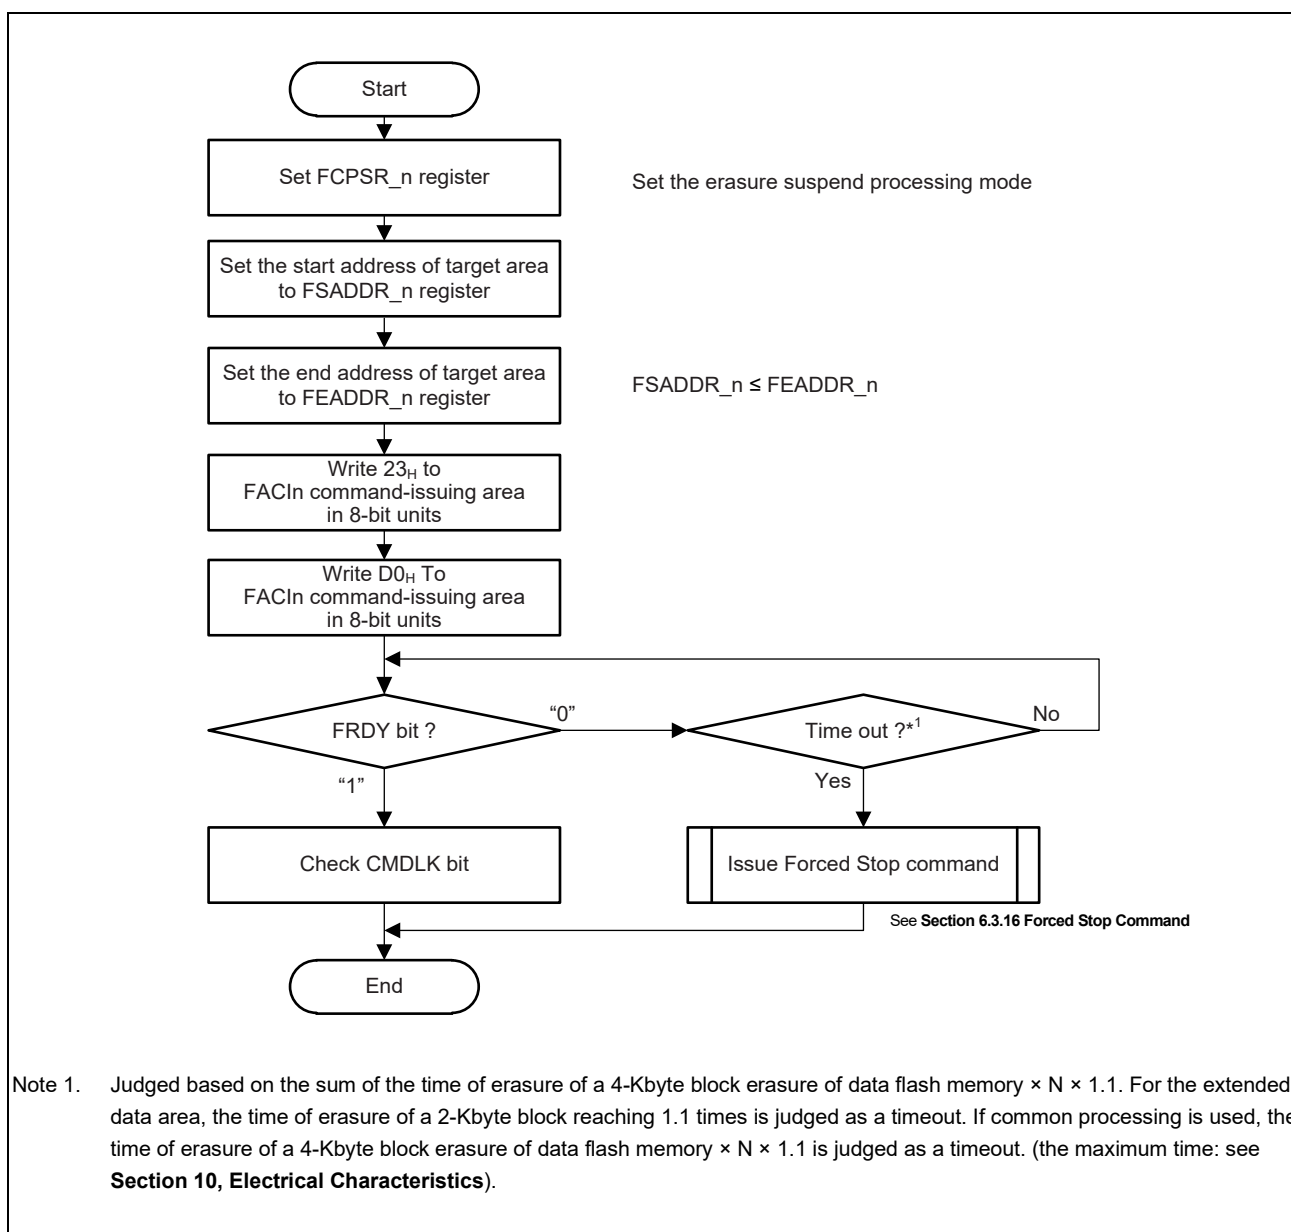 Start
Set FCPSR_n register
Set the erasure suspend processing mode
Set the start address of target area
to FSADDR_n register
Set the end address of target area
to FEADDR_n register
FSADDR_n ≤ FEADDR_n
Write 23H to
FACIn command-issuing area
in 8-bit units
Write D0H To
FACIn command-issuing area
in 8-bit units
FRDY bit ?
“0”
Time out ?*1
No
“1”
Yes
Check CMDLK bit
Issue Forced Stop command
See Section 6.3.16 Forced Stop Command
End
Note 1. Judged based on the sum of the time of erasure of a 4-Kbyte block erasure of data flash memory × N × 1.1. For the extended
data area, the time of erasure of a 2-Kbyte block reaching 1.1 times is judged as a timeout. If common processing is used, the
time of erasure of a 4-Kbyte block erasure of data flash memory × N × 1.1 is judged as a timeout. (the maximum time: see
Section 10, Electrical Characteristics).